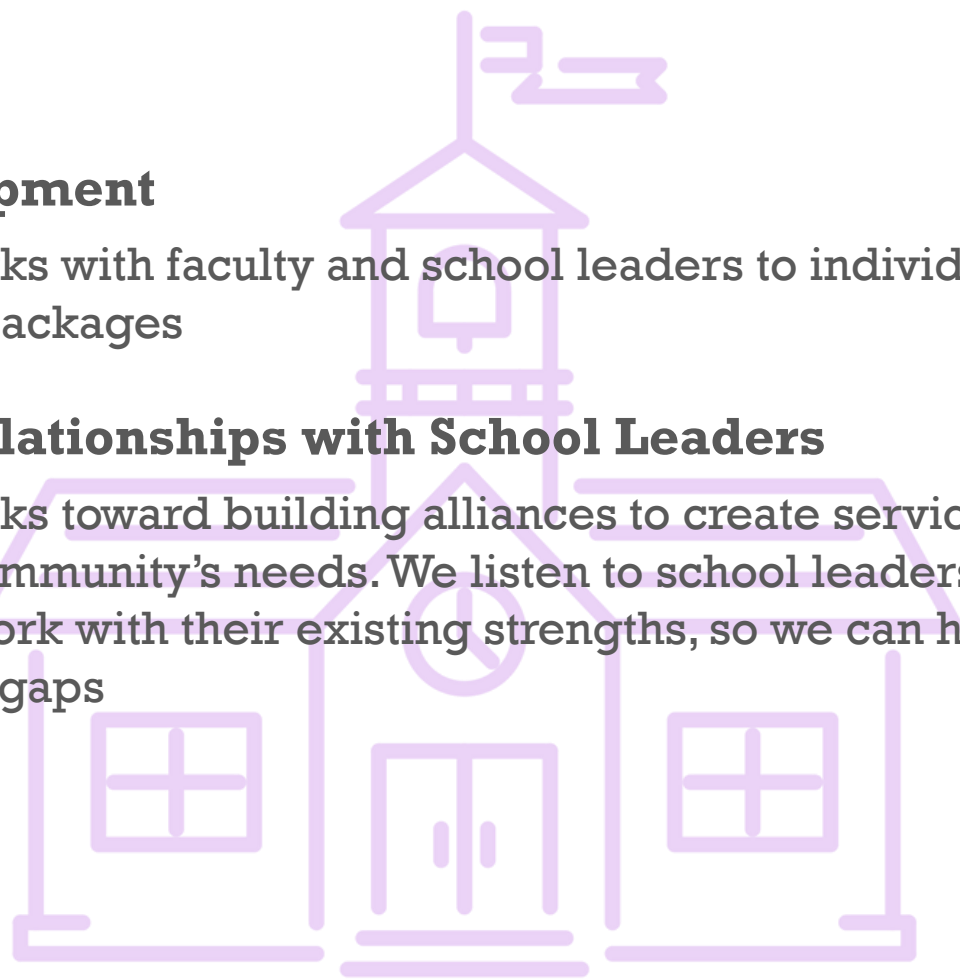 pment
ks with faculty and school leaders to individ
ackages
lationships with School Leaders
ks toward building alliances to create servic
mmunity’s needs. We listen to school leaders
ork with their existing strengths, so we can h
gaps